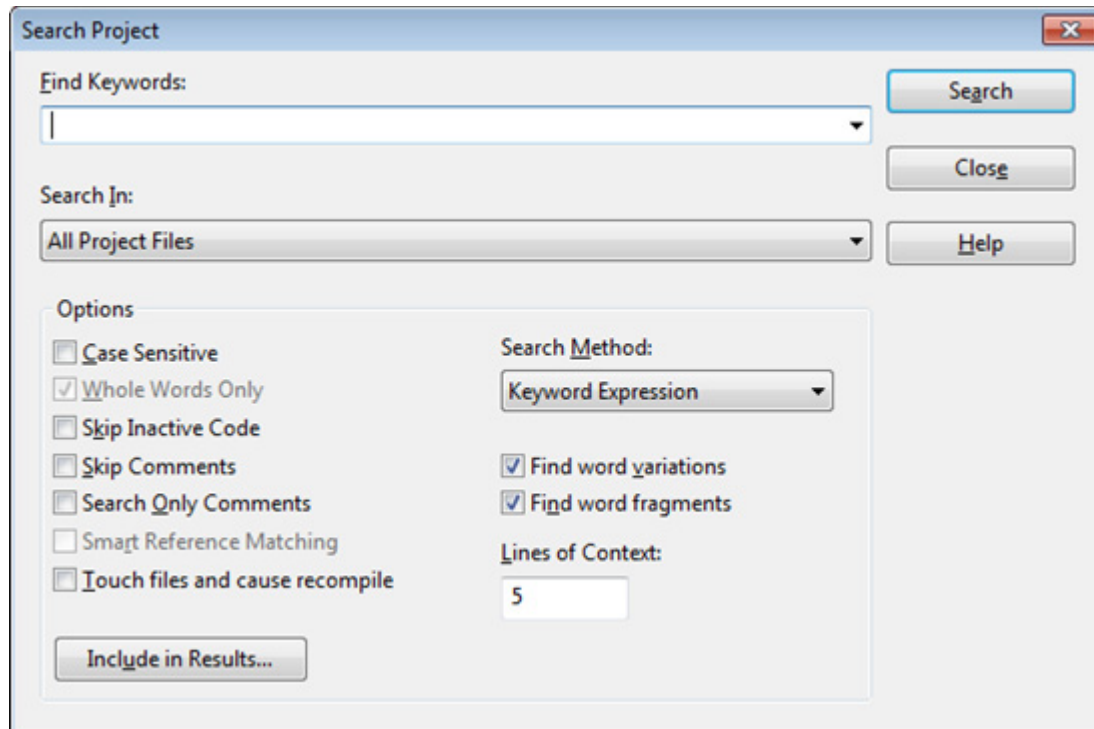 Search Project
Find Keywords:
Search
Close
Search In:
All Project Files
Help
Options
Case Sensitive
Whole Words Only
Skip Inactive Code
Skip Comments
Search Only Comments
Smart Reference Matching
Touch files and cause recompile
Include in Results...
Search Method:
Keyword Expression
Find word variations
Find word fragments
Lines of Context:
5